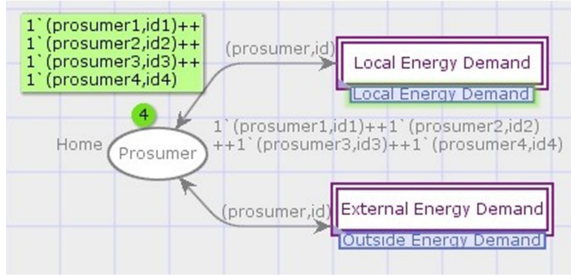 1`(prosumer1,id1)++
1`(prosumer2,id2)++
1`(prosumer3,id3)++
1`(prosumer4,id4)
(prosumer,id)
Local Energy Demand
Local Energy Demand
4
Home
Prosumer
1`(prosumer1,id1)++1`(prosumer2,id2)
++1`(prosumer3,id3)++1`(prosumer4,id4)
(prosumer,id)
External Energy Demand
Outside Energy Demand